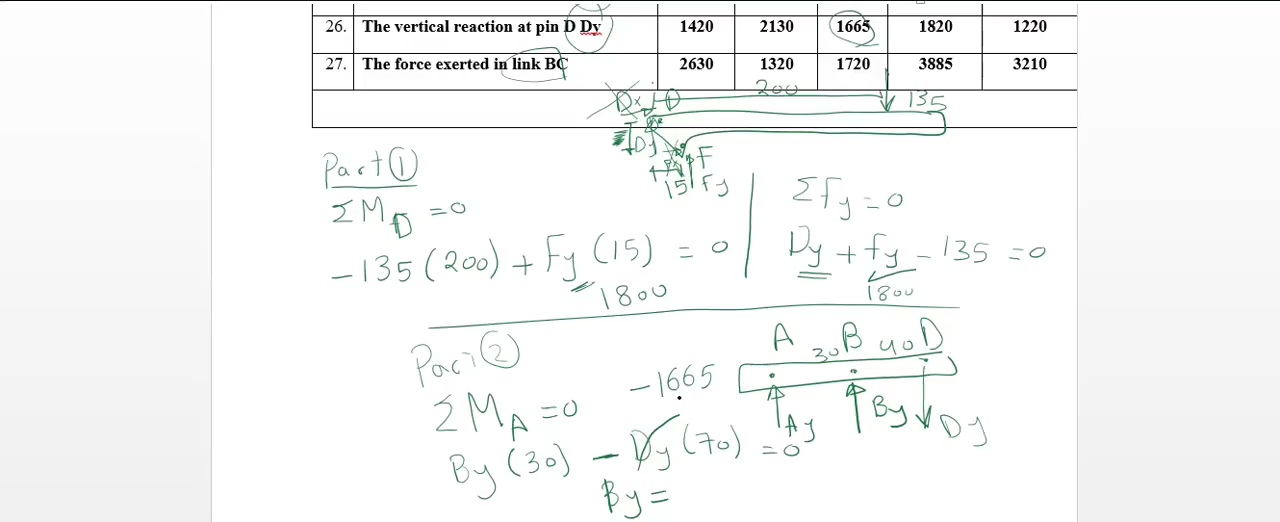 26. The vertical reaction at pin D Dy 1420 2130 1665 1820 1220
27. The force exerted in link BC 2630 1320 1720 3885 3210
200
Dx D 135
Dy F
15 Fy
Part ①
ΣM_D = 0
Σfy = 0
-135 (200) + Fy (15) = 0
Dy + fy - 135 = 0
1800
1800
Part ②
A 30 B 40 D
ΣM_A = 0
-1665
Ay By Dy
By (30) - Dy (70) = 0
By =